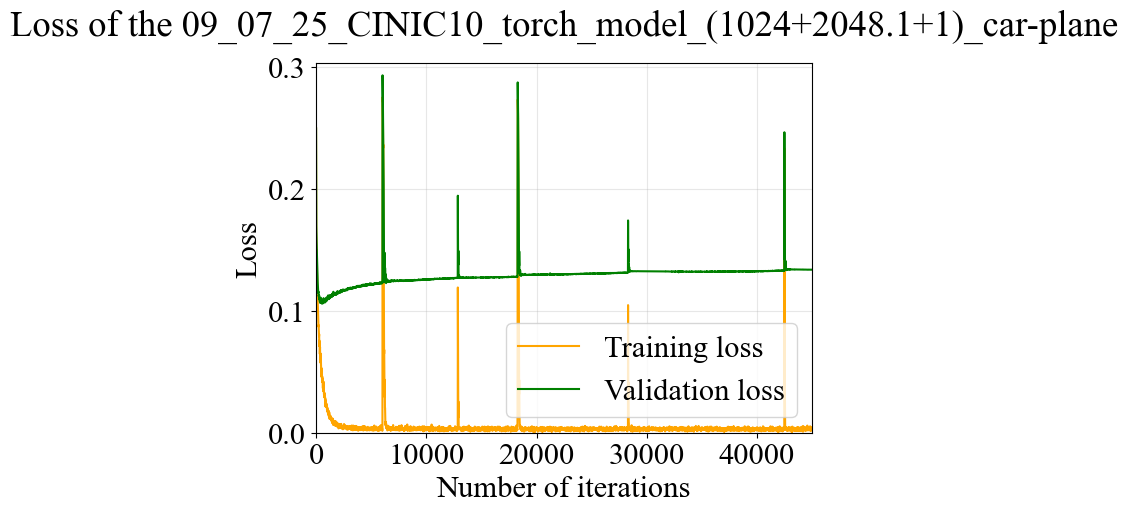 Loss of the 09_07_25_CINIC10_torch_model_(1024+2048.1+1)_car-plane
0.3
0.2
0.1
0.0
Loss
Training loss
Validation loss
0 10000 20000 30000 40000
Number of iterations